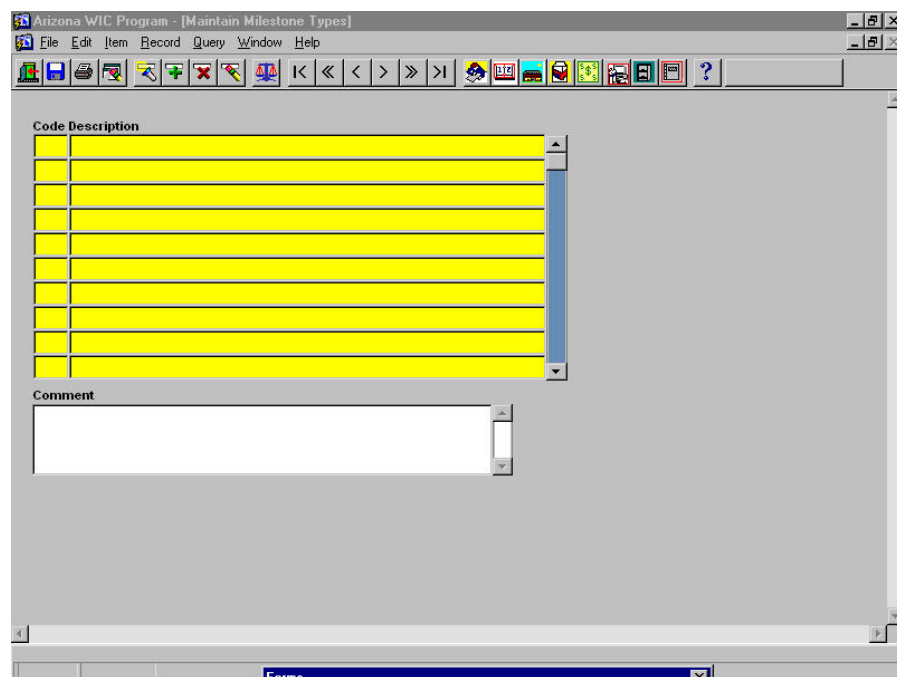 Arizona WIC Program - [Maintain Milestone Types]
File Edit Item Record Query Window Help
Code Description
Comment
Forms